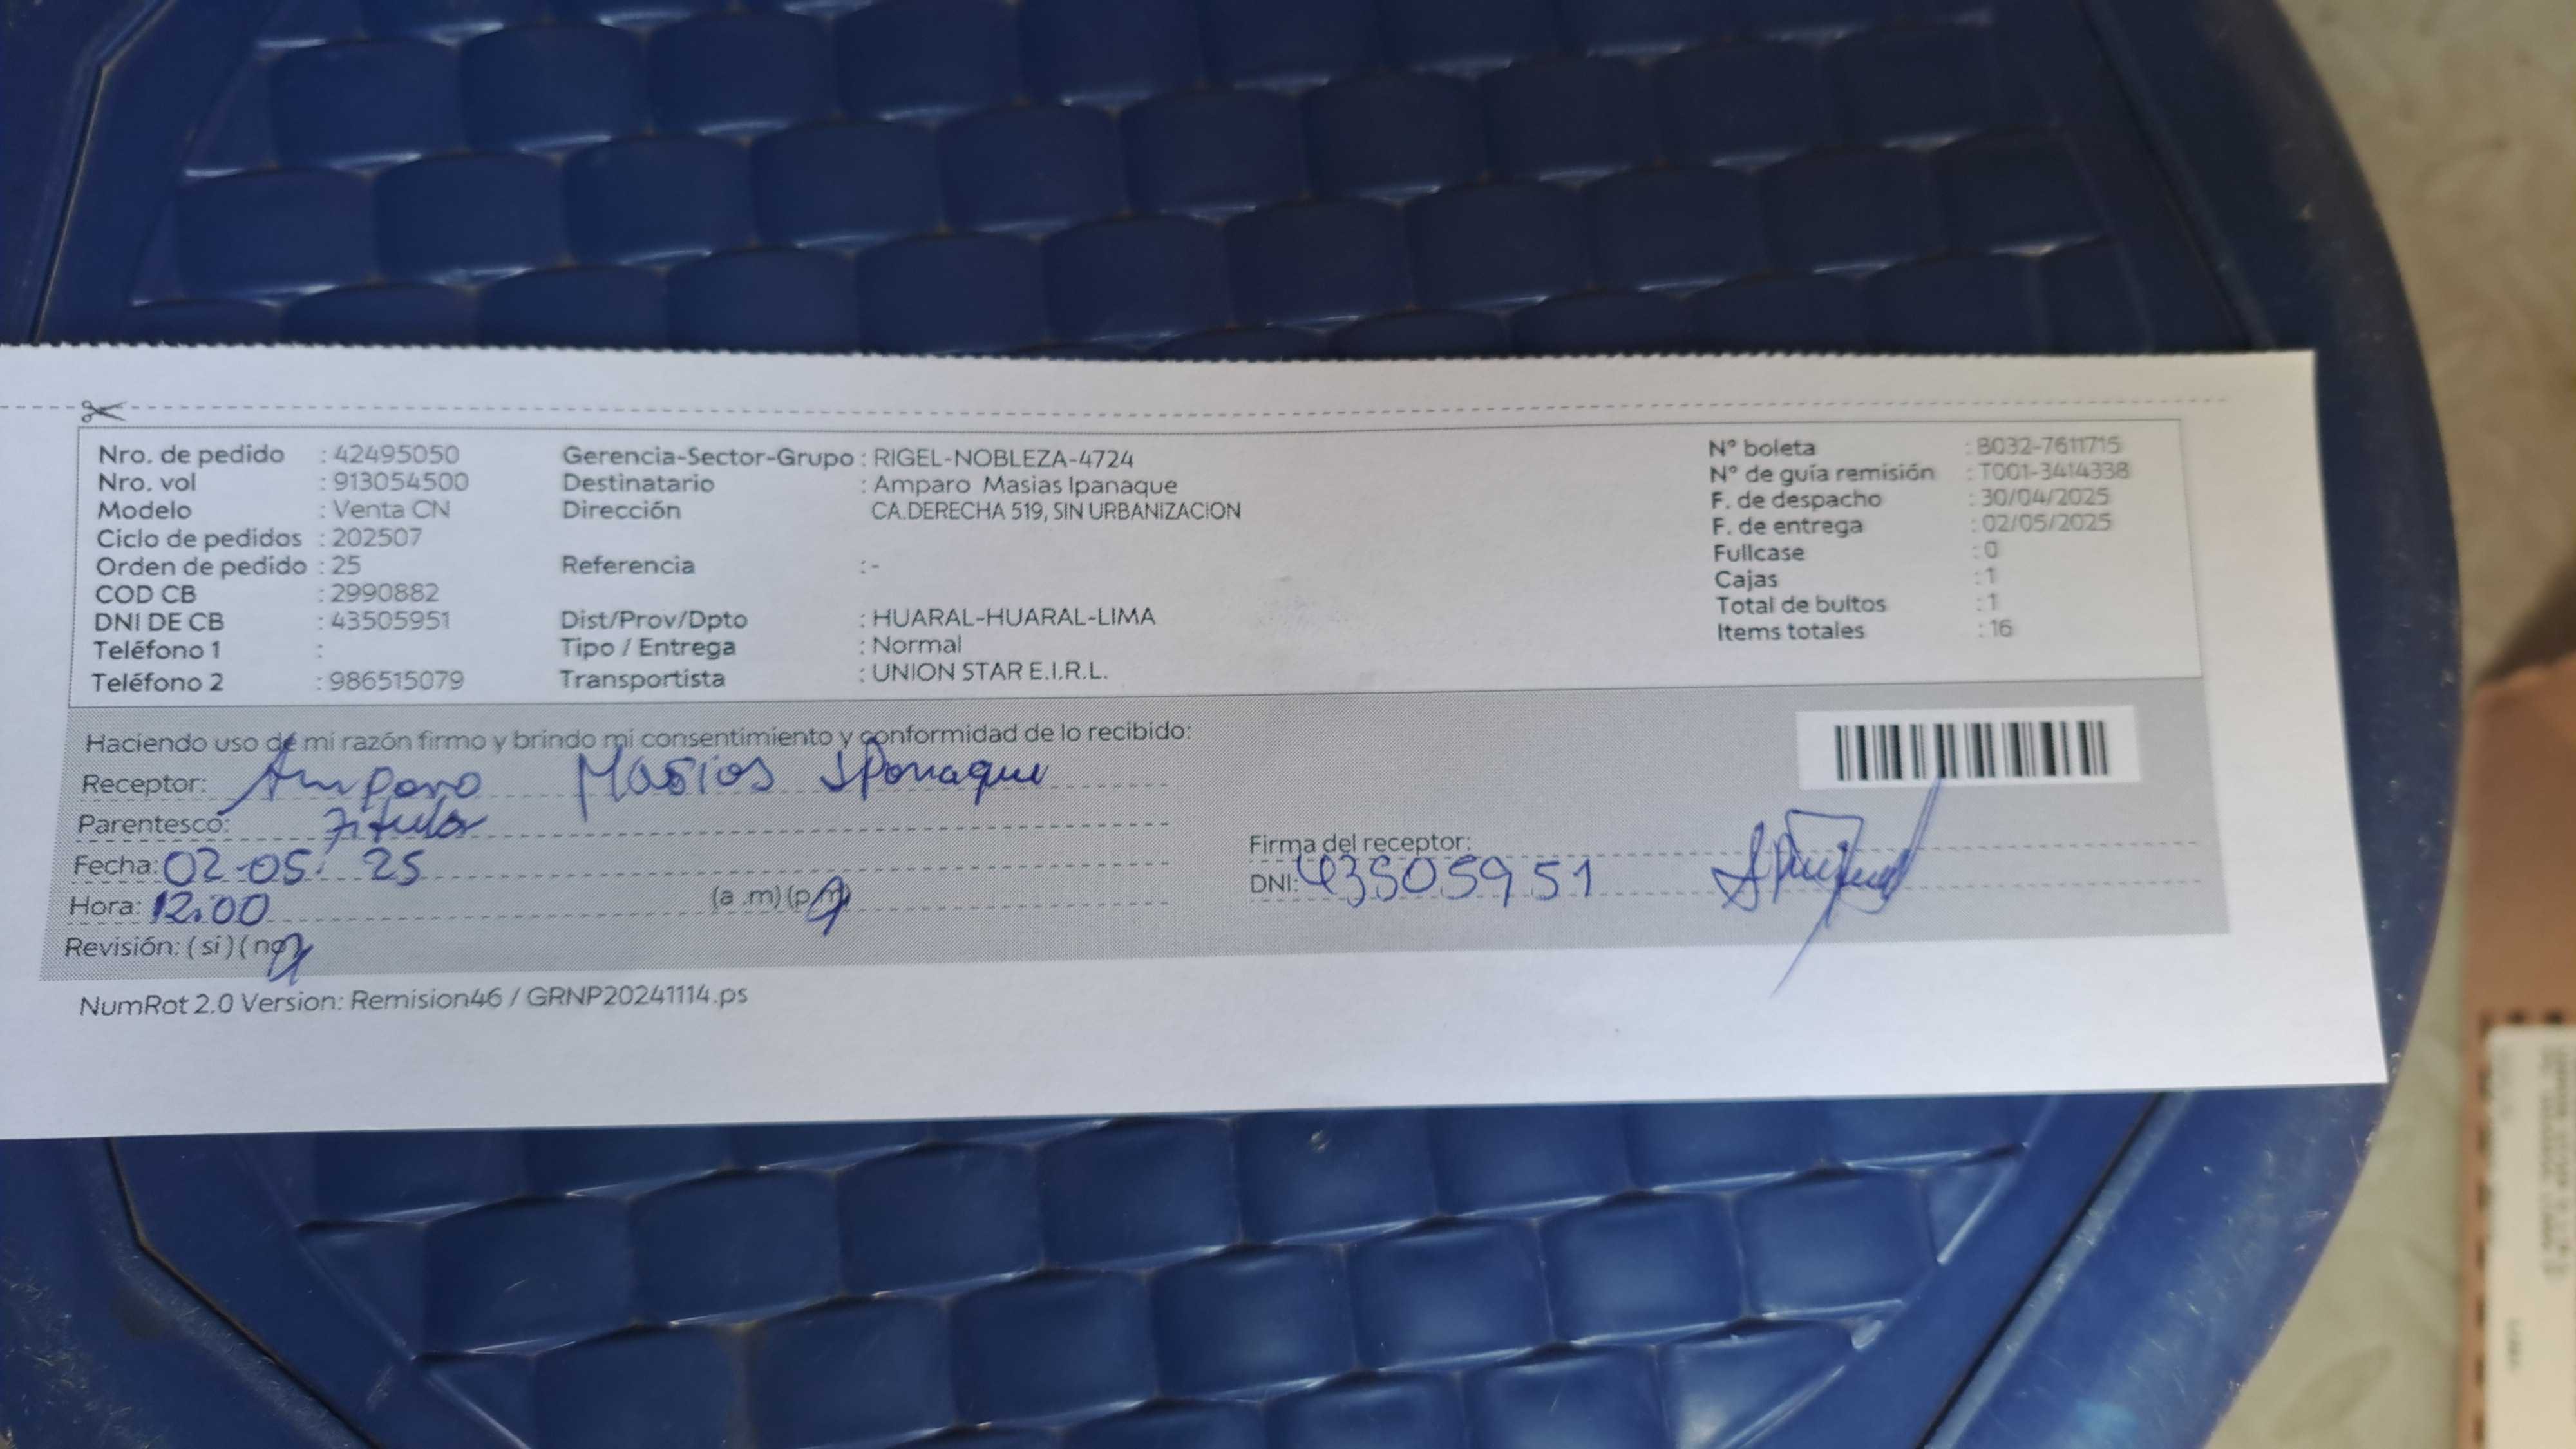 Nro. de pedido : 42495050 Gerencia-Sector-Grupo : RIGEL-NOBLEZA-4724 N° boleta : B032-7611715
Nro. vol : 913054500 Destinatario : Amparo Masias Ipanaque N° de guía remisión : T001-3414338
Modelo : Venta CN Dirección CA.DERECHA 519, SIN URBANIZACION F. de despacho : 30/04/2025
Ciclo de pedidos : 202507 F. de entrega : 02/05/2025
Orden de pedido : 25 Referencia : - Fullcase : 0
COD CB : 2990882 Cajas : 1
DNI DE CB : 43505951 Dist/Prov/Dpto : HUARAL-HUARAL-LIMA Total de bultos : 1
Teléfono 1 : Tipo / Entrega : Normal Items totales : 16
Teléfono 2 : 986515079 Transportista : UNION STAR E.I.R.L.
Haciendo uso de mi razón firmo y brindo mi consentimiento y conformidad de lo recibido:
Receptor: Amparo Masias Ipanaque
Parentesco: Titular
Fecha: 02-05-25 Firma del receptor:
Hora: 12:00 (a .m) (p.m) DNI: 43505951
Revisión: (si) (no)
NumRot 2.0 Version: Remision46 / GRNP20241114.ps